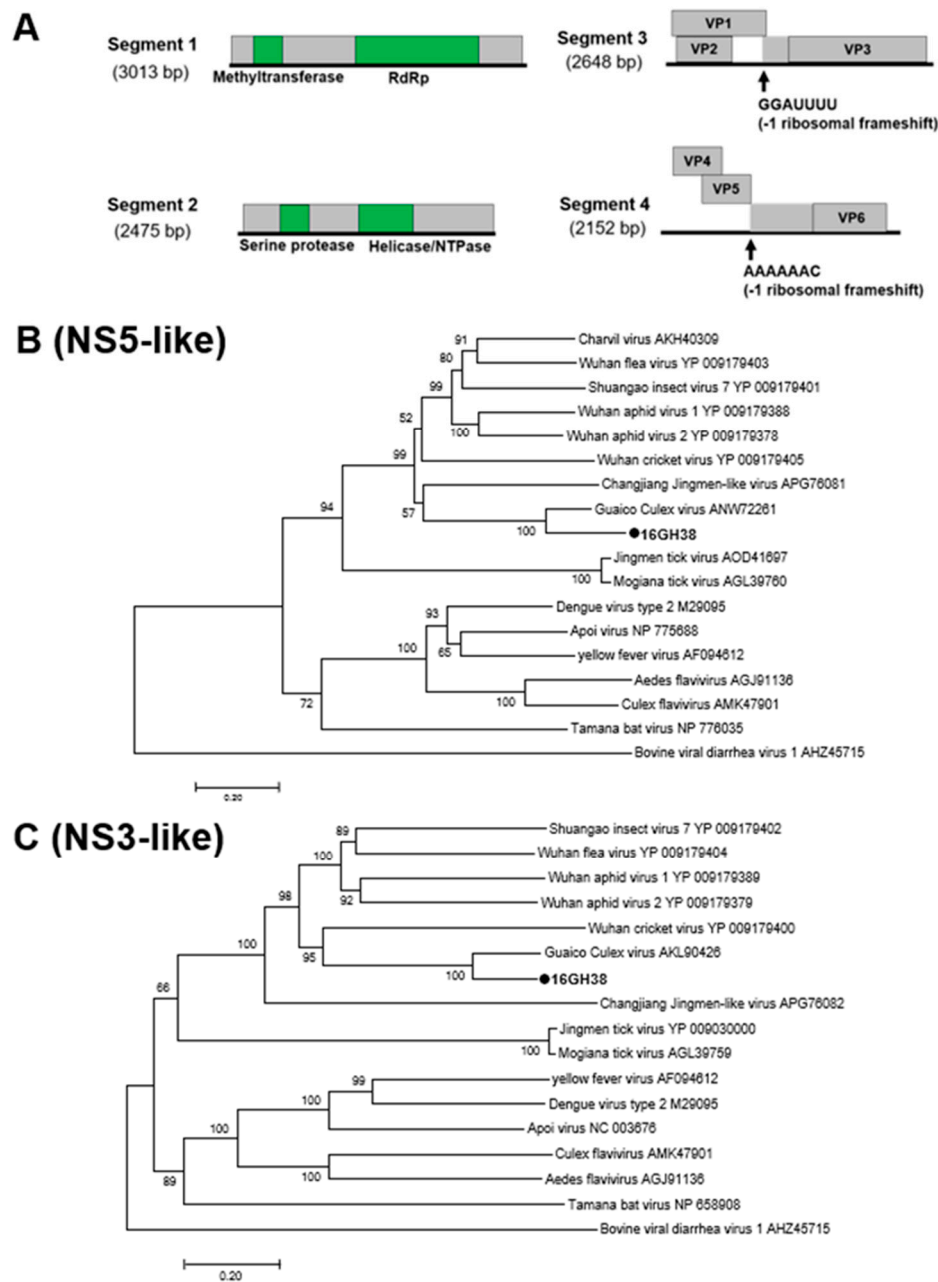 A
Segment 1
(3013 bp)
Methyltransferase
RdRp
Segment 3
(2648 bp)
VP1
VP2
VP3
GGAUUUU
(-1 ribosomal frameshift)
Segment 2
(2475 bp)
Serine protease
Helicase/NTPase
Segment 4
(2152 bp)
VP4
VP5
VP6
AAAAAAC
(-1 ribosomal frameshift)
B (NS5-like)
91
80
99
100
52
99
57
100
94
100
93
65
100
100
72
Charvil virus AKH40309
Wuhan flea virus YP 009179403
Shuangao insect virus 7 YP 009179401
Wuhan aphid virus 1 YP 009179388
Wuhan aphid virus 2 YP 009179378
Wuhan cricket virus YP 009179405
Changjiang Jingmen-like virus APG76081
Guaico Culex virus ANW72261
16GH38
Jingmen tick virus AOD41697
Mogiana tick virus AGL39760
Dengue virus type 2 M29095
Apoi virus NP 775688
yellow fever virus AF094612
Aedes flavivirus AGJ91136
Culex flavivirus AMK47901
Tamana bat virus NP 776035
Bovine viral diarrhea virus 1 AHZ45715
0.20
C (NS3-like)
89
100
92
98
95
100
100
66
100
99
100
100
100
89
Shuangao insect virus 7 YP 009179402
Wuhan flea virus YP 009179404
Wuhan aphid virus 1 YP 009179389
Wuhan aphid virus 2 YP 009179379
Wuhan cricket virus YP 009179400
Guaico Culex virus AKL90426
16GH38
Changjiang Jingmen-like virus APG76082
Jingmen tick virus YP 009030000
Mogiana tick virus AGL39759
yellow fever virus AF094612
Dengue virus type 2 M29095
Apoi virus NC 003676
Culex flavivirus AMK47901
Aedes flavivirus AGJ91136
Tamana bat virus NP 658908
Bovine viral diarrhea virus 1 AHZ45715
0.20